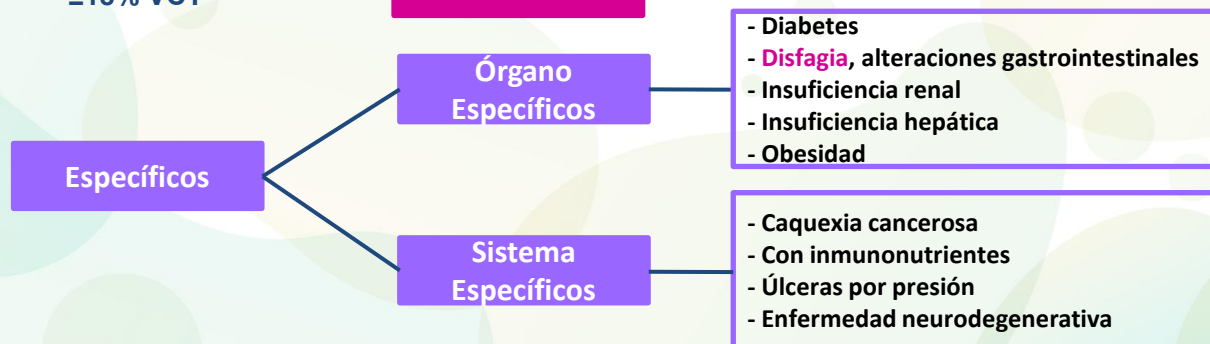 Órgano
Específicos
- Diabetes
- Disfagia, alteraciones gastrointestinales
- Insuficiencia renal
- Insuficiencia hepática
- Obesidad
Específicos
Sistema
Específicos
- Caquexia cancerosa
- Con inmunonutrientes
- Úlceras por presión
- Enfermedad neurodegenerativa